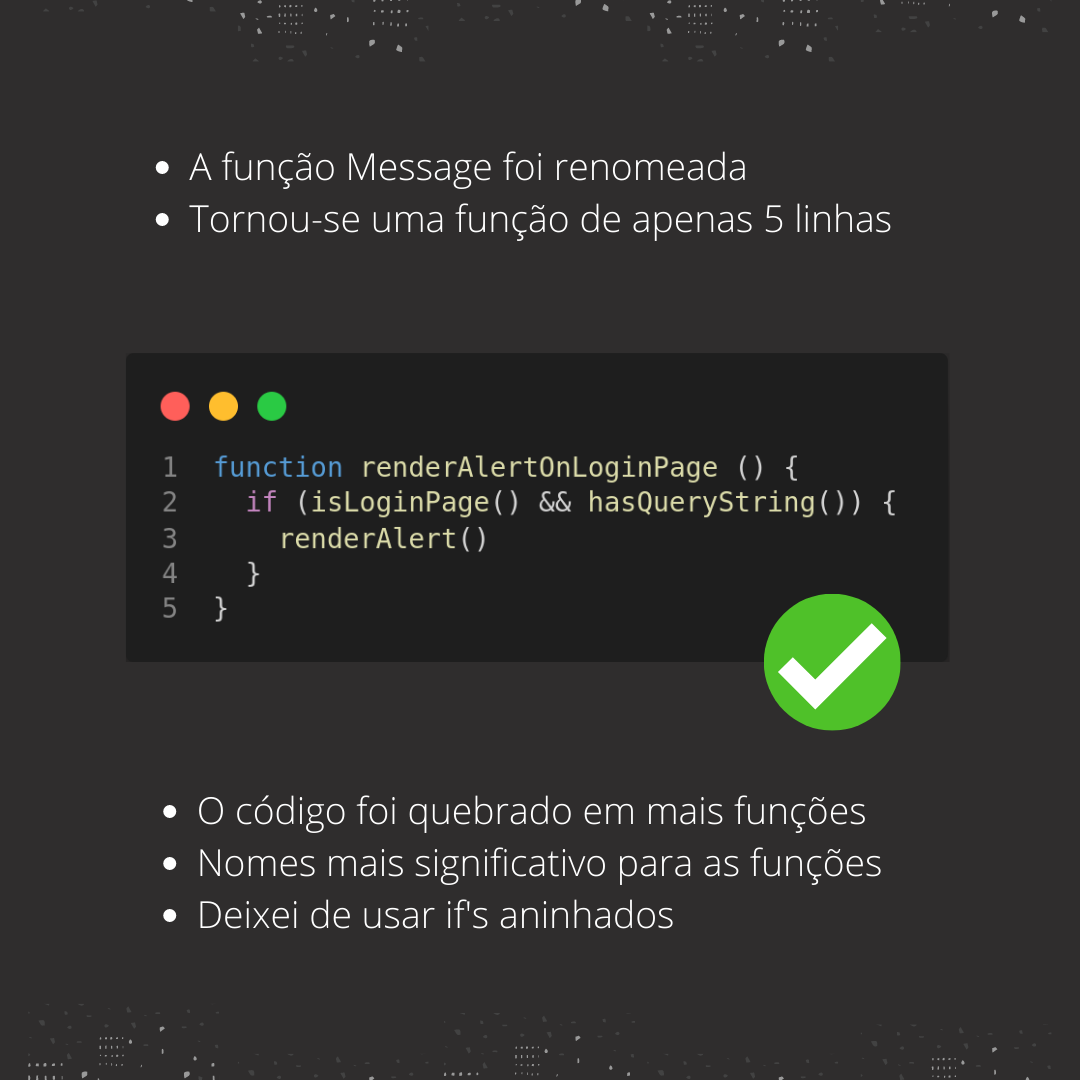 • A função Message foi renomeada
• Tornou-se uma função de apenas 5 linhas
1 function renderAlertOnLoginPage () {
2   if (isLoginPage() && hasQueryString()) {
3     renderAlert()
4   }
5 }
• O código foi quebrado em mais funções
• Nomes mais significativo para as funções
• Deixei de usar if's aninhados